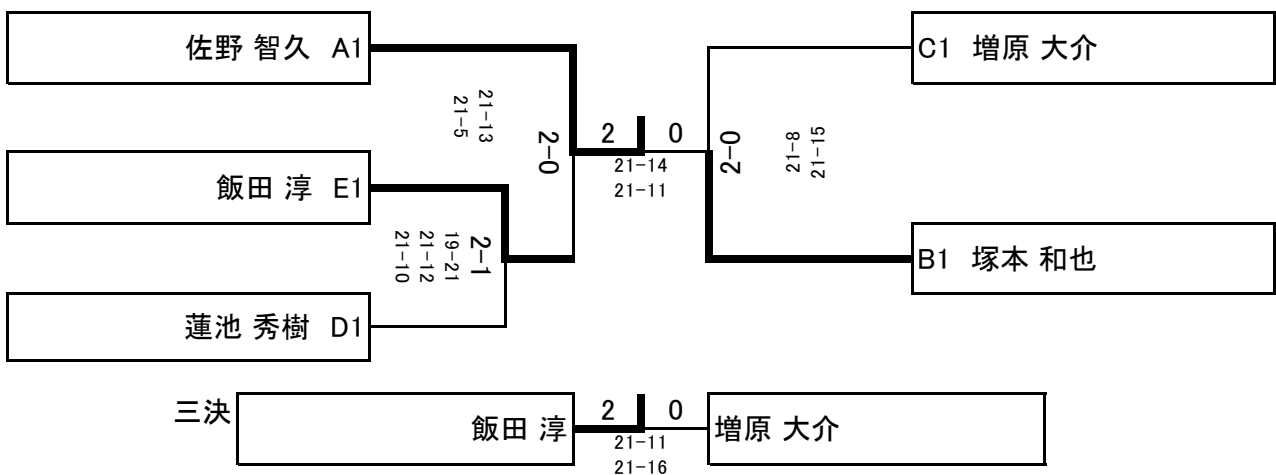 佐野 智久 A1
21-13
21-5
2-0
飯田 淳 E1
2-1
19-21
21-12
21-10
蓮池 秀樹 D1
2 0
21-14
21-11
C1 増原 大介
2-0
21-8
21-15
B1 塚本 和也
三決
飯田 淳
2 0
21-11
21-16
増原 大介